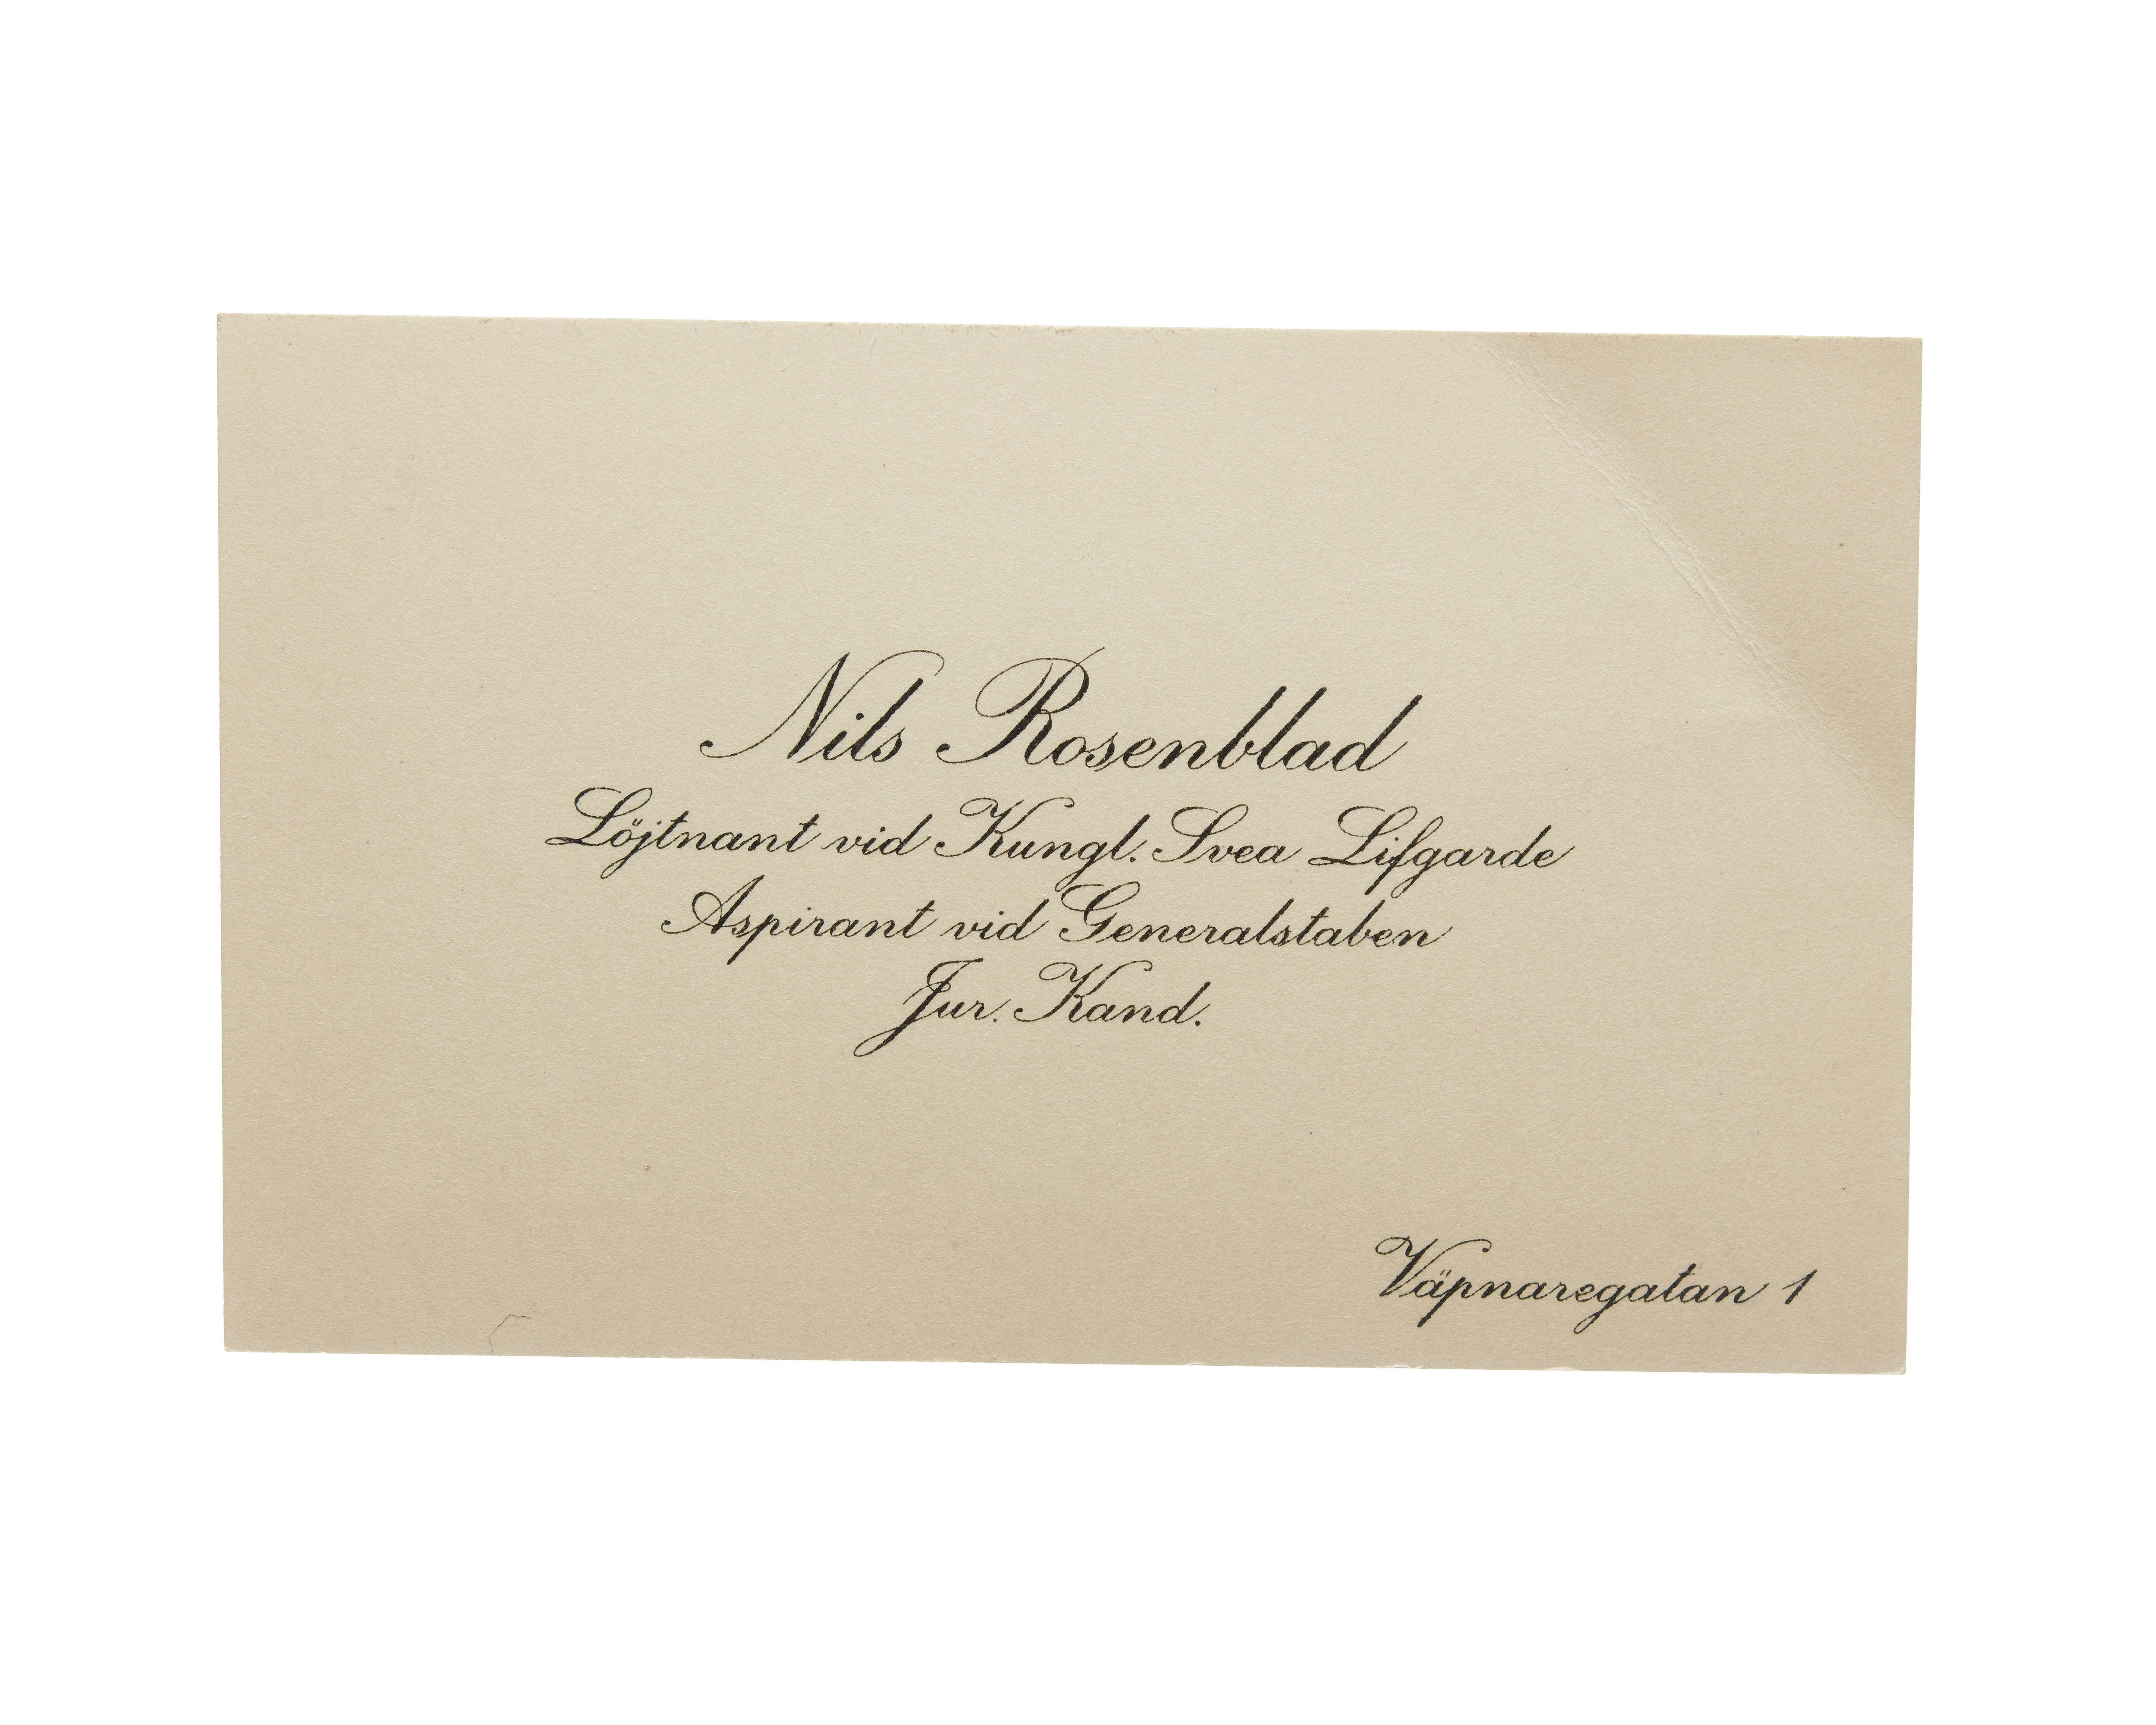 Nils Rosenblad
Löjtnant vid Kungl. Svea Lifgarde
Aspirant vid Generalstaben
Jur. Kand.
Väpnaregatan 1